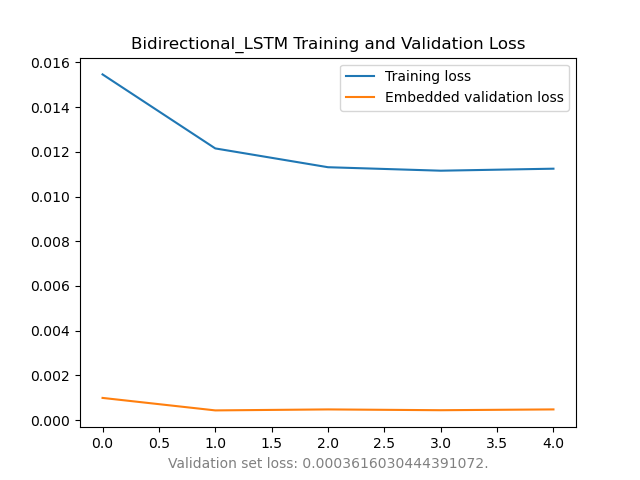 Bidirectional_LSTM Training and Validation Loss
Training loss
Embedded validation loss
0.016
0.014
0.012
0.010
0.008
0.006
0.004
0.002
0.000
0.0 0.5 1.0 1.5 2.0 2.5 3.0 3.5 4.0
Validation set loss: 0.0003616030444391072.